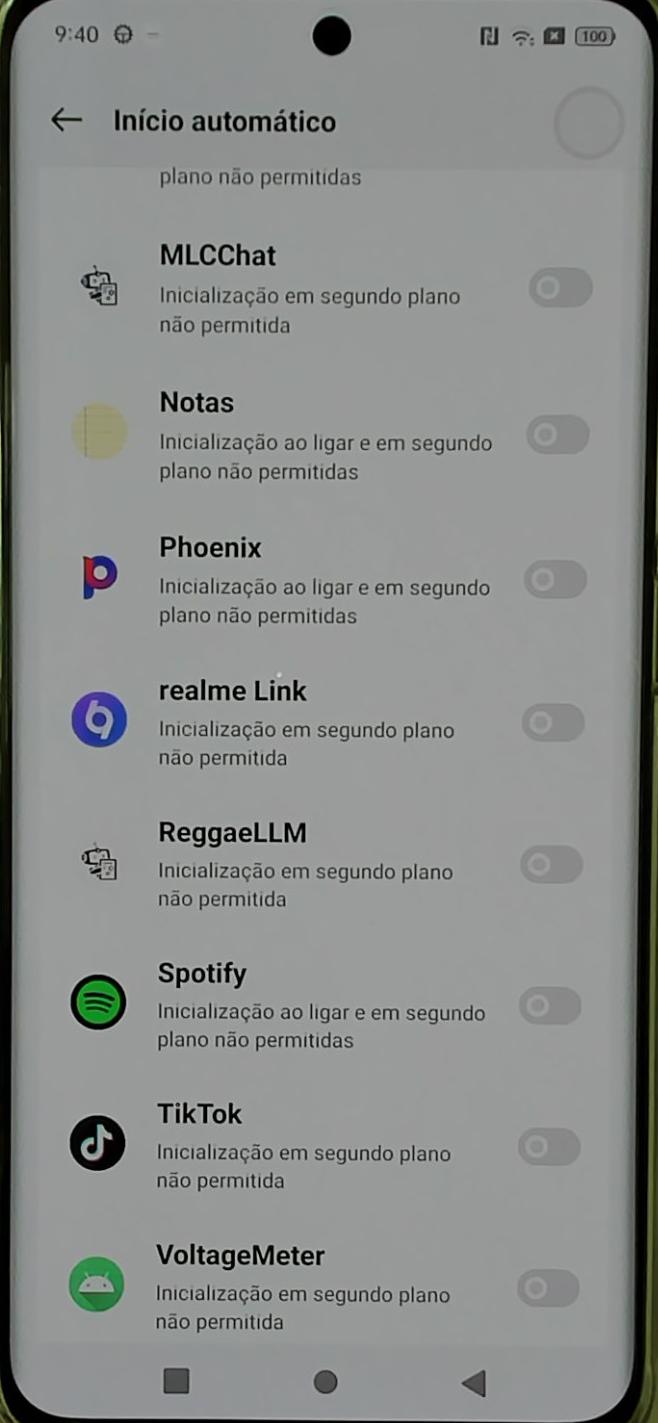 9:40
100
Início automático
plano não permitidas
MLCChat
Inicialização em segundo plano
não permitida
Notas
Inicialização ao ligar e em segundo
plano não permitidas
Phoenix
Inicialização ao ligar e em segundo
plano não permitidas
realme Link
Inicialização em segundo plano
não permitida
ReggaeLLM
Inicialização em segundo plano
não permitida
Spotify
Inicialização ao ligar e em segundo
plano não permitidas
TikTok
Inicialização em segundo plano
não permitida
VoltageMeter
Inicialização em segundo plano
não permitida